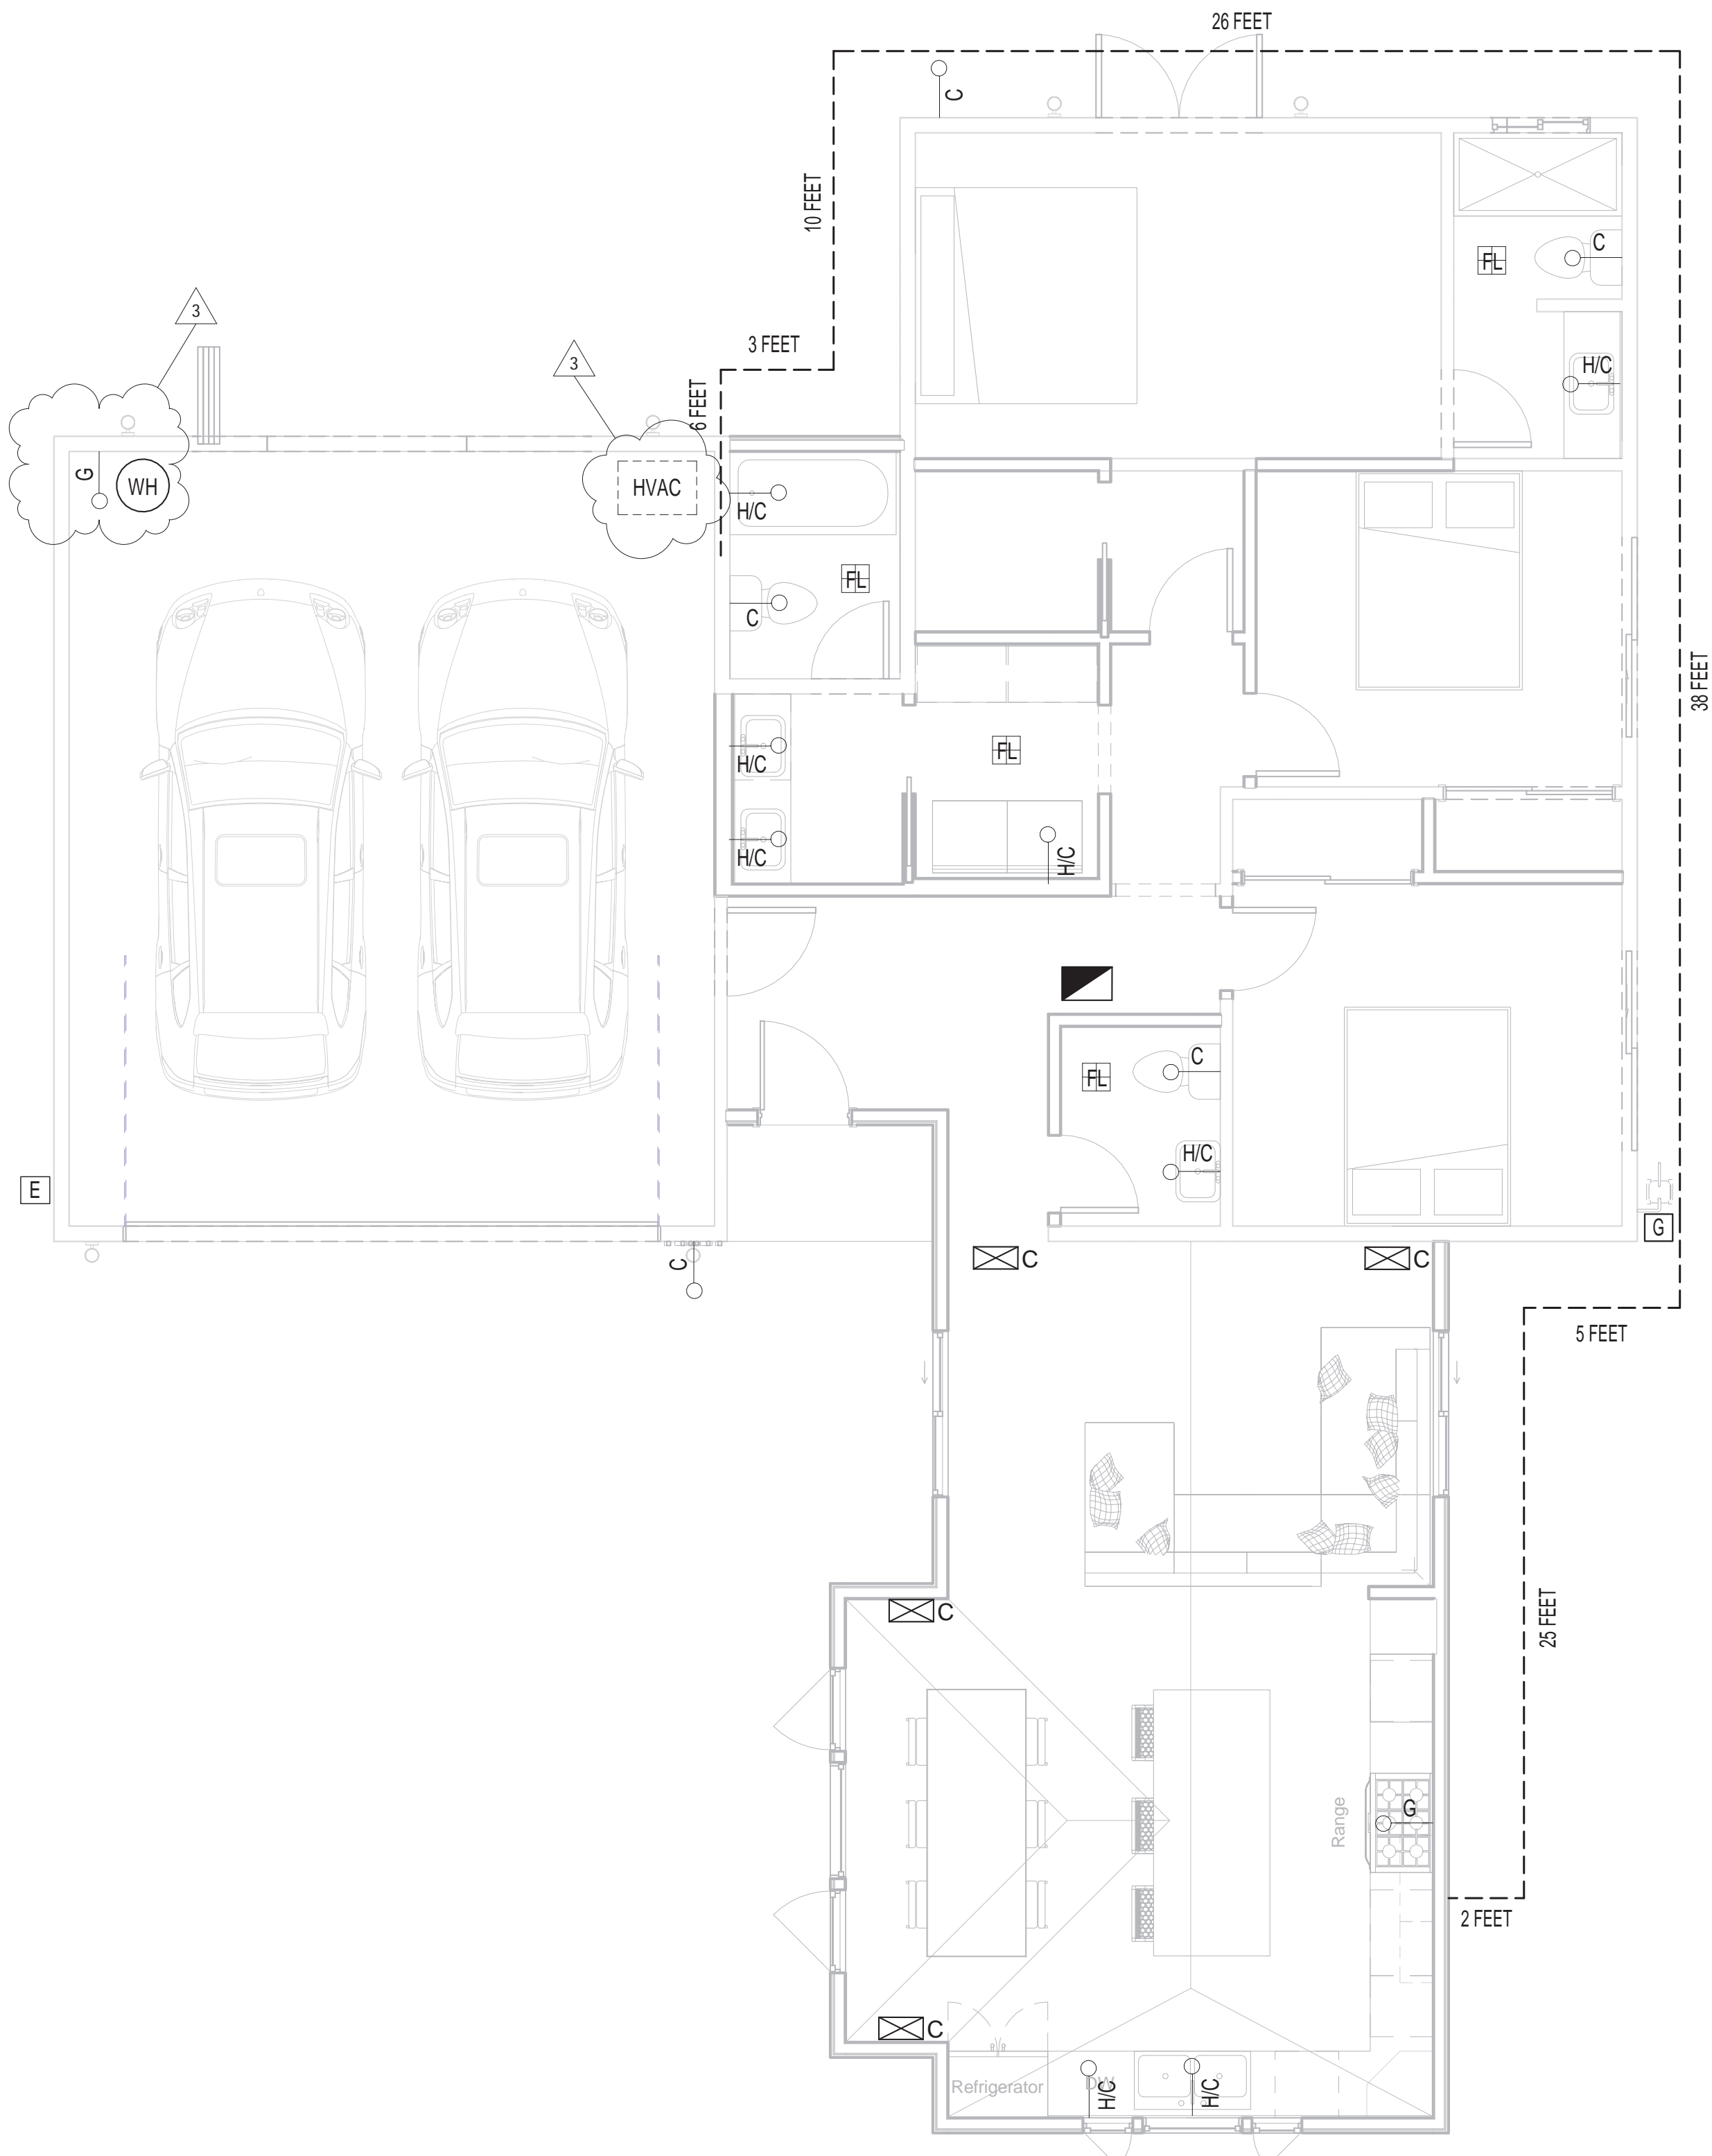 26 FEET
C
10 FEET
FL
C
3
3 FEET
3
6 FEET
H/C
G
WH
HVAC
H/C
FL
C
38 FEET
FL
H/C
H/C
H/C
FL
C
H/C
E
G
C
C
C
5 FEET
C
25 FEET
Range
G
2 FEET
C
Refrigerator
DW
H/C
H/C